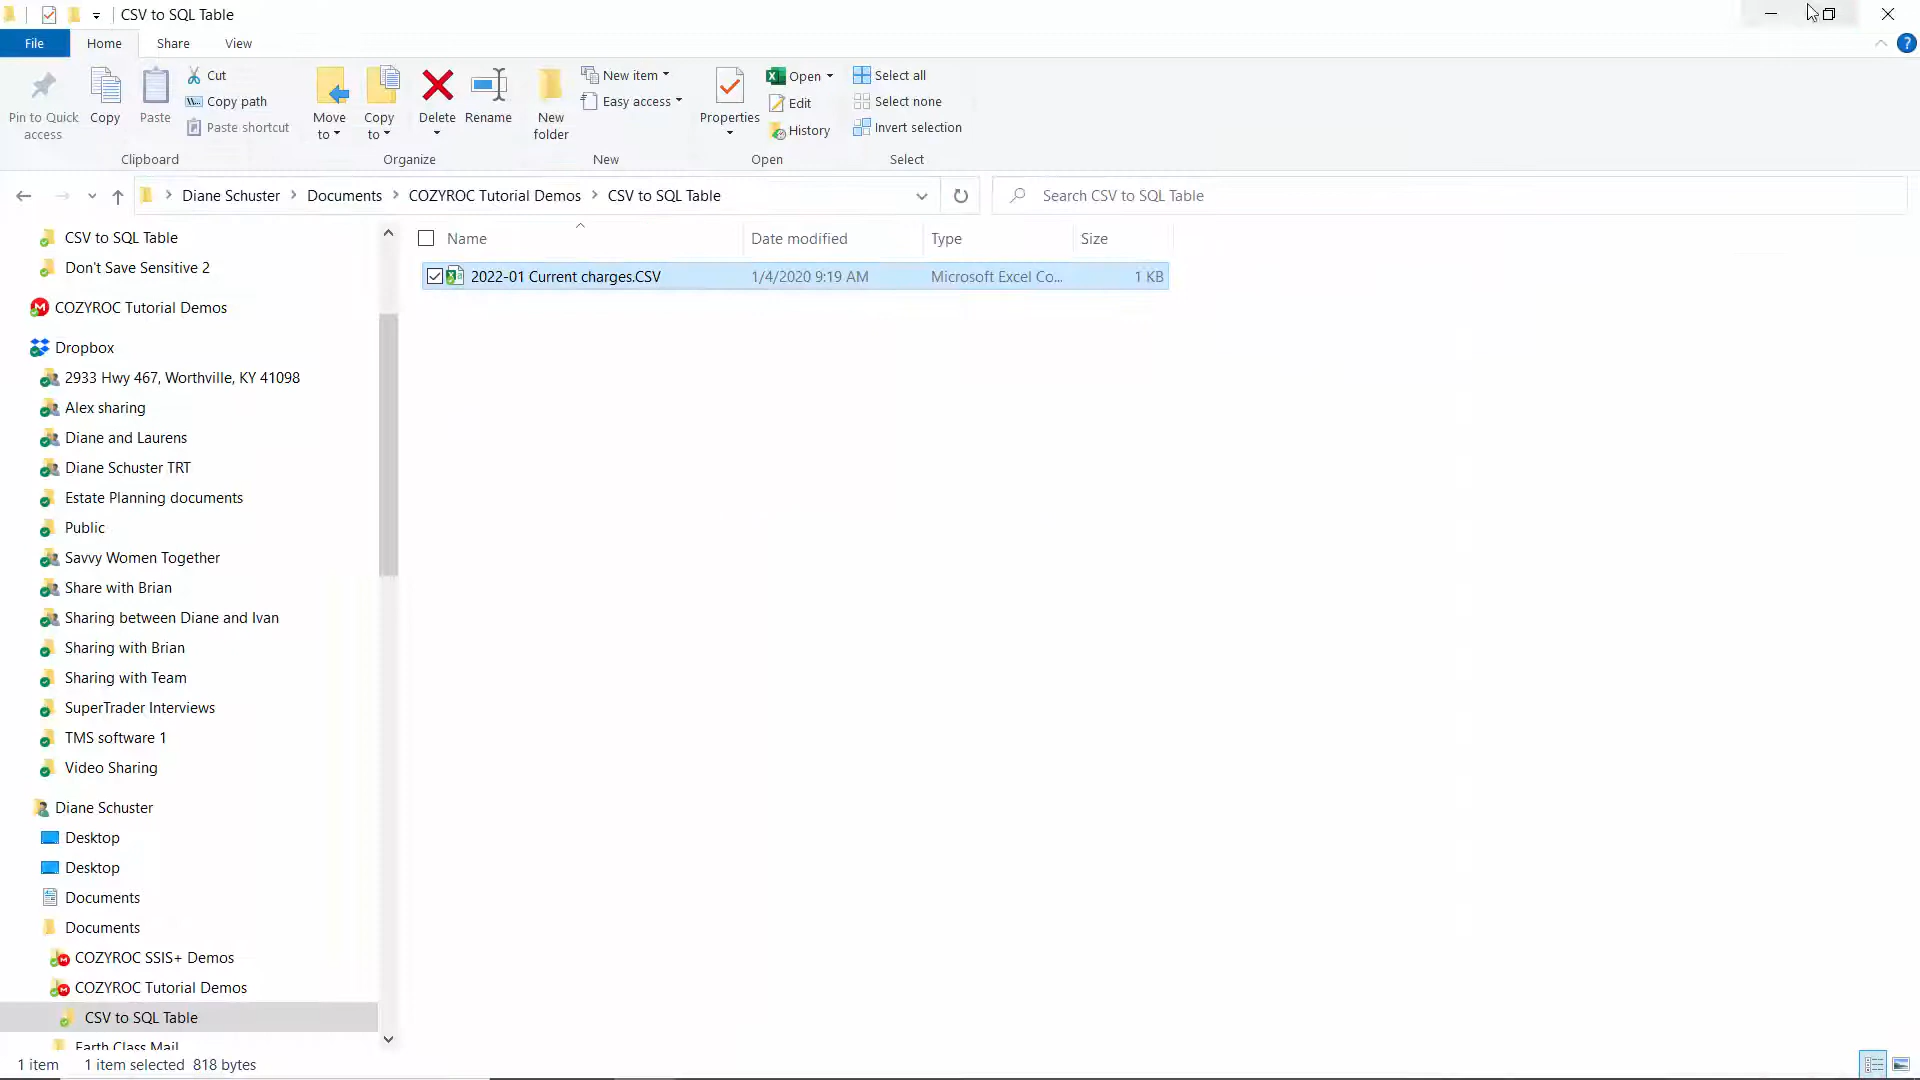 CSV to SQL Table
File Home Share View
Pin to Quick access
Copy
Paste
Cut
Copy path
Paste shortcut
Clipboard
Move to
Copy to
Delete
Rename
Organize
New folder
New item
Easy access
New
Properties
Open
Edit
History
Open
Select all
Select none
Invert selection
Select
Diane Schuster > Documents > COZYROC Tutorial Demos > CSV to SQL Table
Search CSV to SQL Table
CSV to SQL Table
Don't Save Sensitive 2
COZYROC Tutorial Demos
Dropbox
2933 Hwy 467, Worthville, KY 41098
Alex sharing
Diane and Laurens
Diane Schuster TRT
Estate Planning documents
Public
Savvy Women Together
Share with Brian
Sharing between Diane and Ivan
Sharing with Brian
Sharing with Team
SuperTrader Interviews
TMS software 1
Video Sharing
Diane Schuster
Desktop
Desktop
Documents
Documents
COZYROC SSIS+ Demos
COZYROC Tutorial Demos
CSV to SQL Table
Earth Class Mail
Name Date modified Type Size
2022-01 Current charges.CSV 1/4/2020 9:19 AM Microsoft Excel Co... 1 KB
1 item 1 item selected 818 bytes